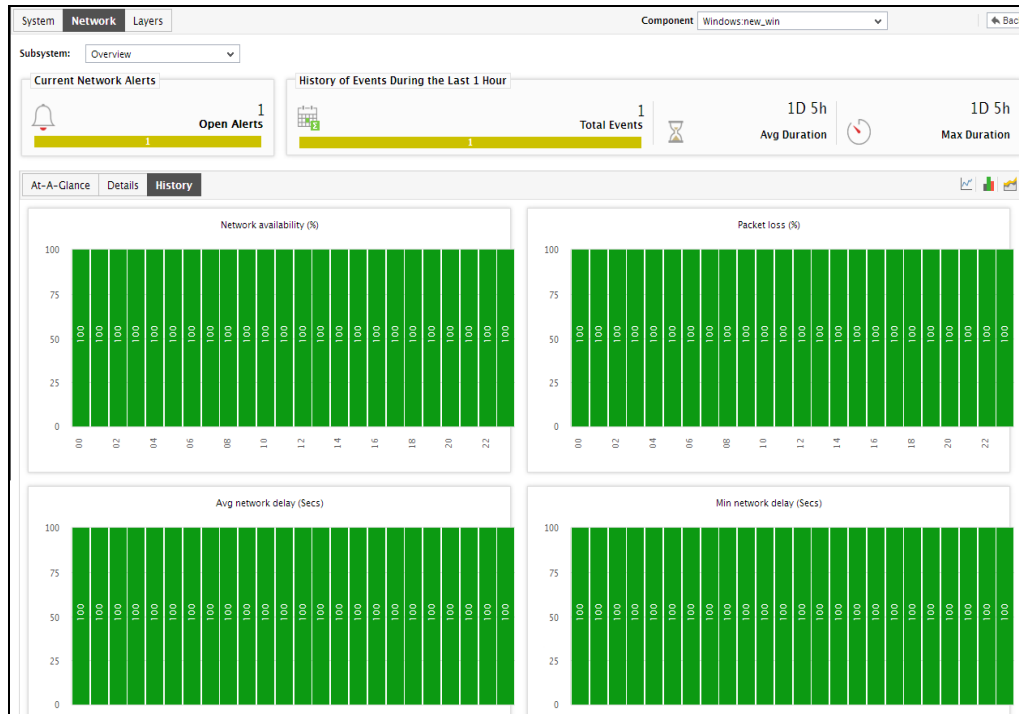 System Network Layers Component Windows:new_win Bac
Subsystem: Overview
Current Network Alerts History of Events During the Last 1 Hour
1 1 1D 5h 1D 5h
Open Alerts Total Events Avg Duration Max Duration
1 1
At-A-Glance Details History
Network availability (%) Packet loss (%)
100 100
75 75
100 100 100 100 100 100 100 100 100 100 100 100 100 100 100 100 100 100 100 100 100 100 100 100 100 100 100 100 100 100 100 100 100 100 100 100 100 100 100 100 100 100 100 100 100 100 100 100
50 50
25 25
0 0
00 02 04 06 08 10 12 14 16 18 20 22 00 02 04 06 08 10 12 14 16 18 20 22
Avg network delay (Secs) Min network delay (Secs)
100 100
75 75
100 100 100 100 100 100 100 100 100 100 100 100 100 100 100 100 100 100 100 100 100 100 100 100 100 100 100 100 100 100 100 100 100 100 100 100 100 100 100 100 100 100 100 100 100 100 100 100
50 50
25 25
0 0